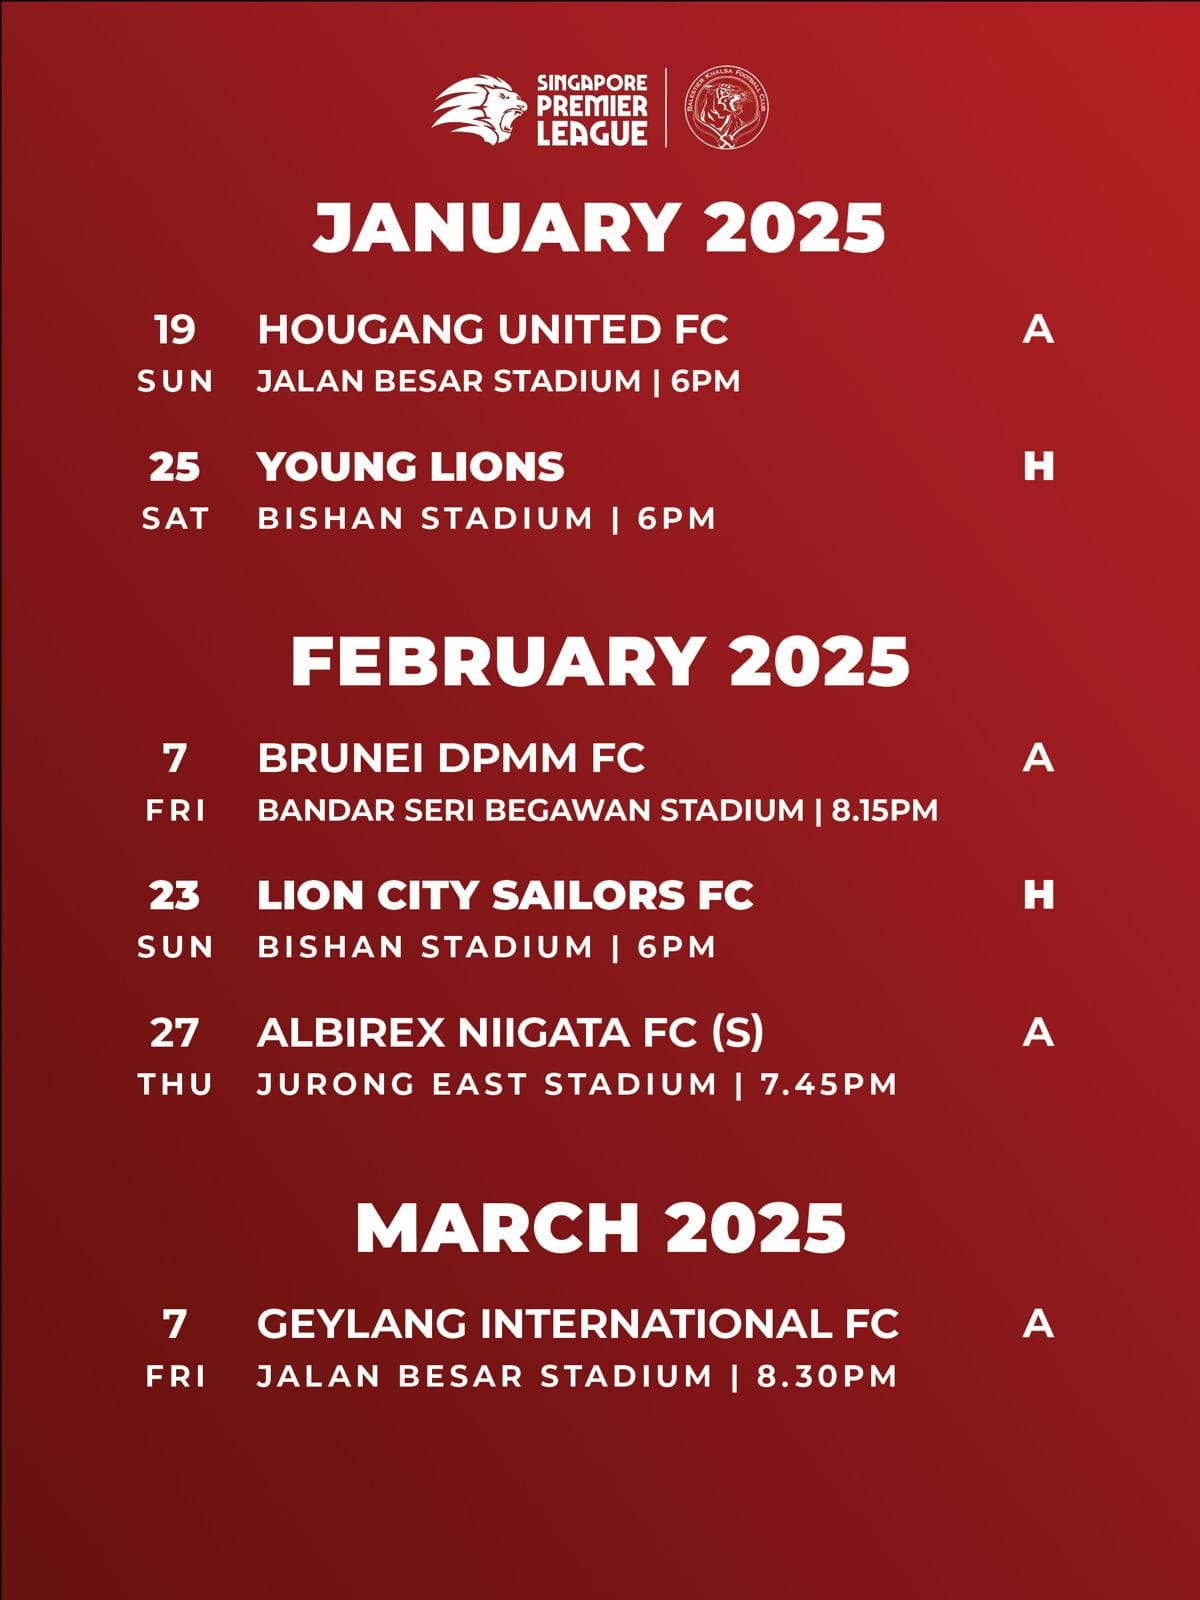 SINGAPORE
PREMIER
LEAGUE
BALESTIER KHALSA FOOTBALL CLUB
JANUARY 2025
19 HOUGANG UNITED FC A
SUN JALAN BESAR STADIUM | 6PM
25 YOUNG LIONS H
SAT BISHAN STADIUM | 6PM
FEBRUARY 2025
7 BRUNEI DPMM FC A
FRI BANDAR SERI BEGAWAN STADIUM | 8.15PM
23 LION CITY SAILORS FC H
SUN BISHAN STADIUM | 6PM
27 ALBIREX NIIGATA FC (S) A
THU JURONG EAST STADIUM | 7.45PM
MARCH 2025
7 GEYLANG INTERNATIONAL FC A
FRI JALAN BESAR STADIUM | 8.30PM